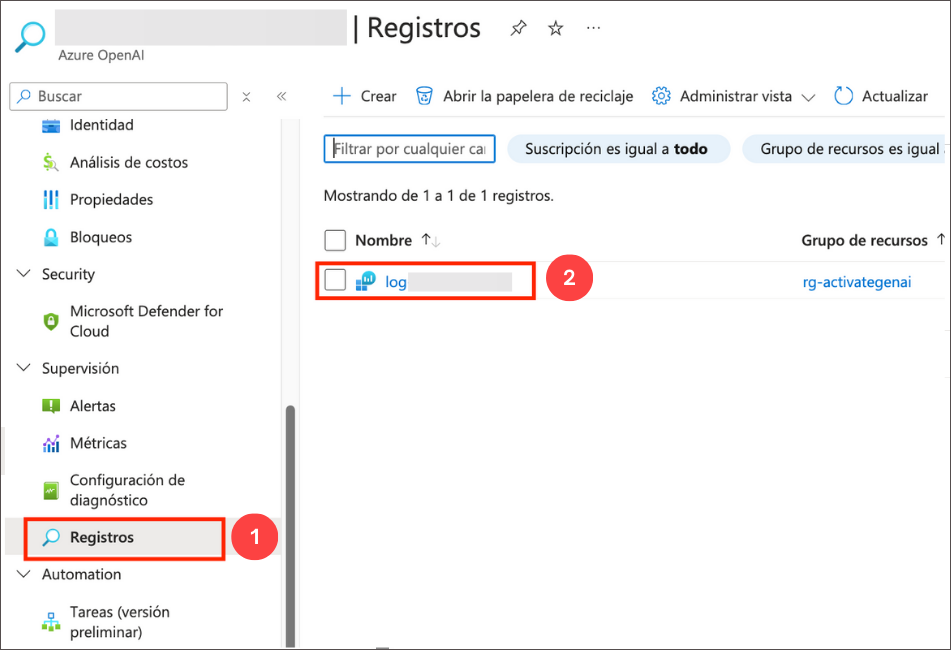 | Registros
Azure OpenAI
Buscar
Identidad
Análisis de costos
Propiedades
Bloqueos
Security
Microsoft Defender for
Cloud
Supervisión
Alertas
Métricas
Configuración de
diagnóstico
Registros
1
Automation
Tareas (versión
preliminar)
Crear
Abrir la papelera de reciclaje
Administrar vista
Actualizar
Filtrar por cualquier ca
Suscripción es igual a todo
Grupo de recursos es igual
Mostrando de 1 a 1 de 1 registros.
Nombre ↑↓
Grupo de recursos ↑
log
2
rg-activategenai